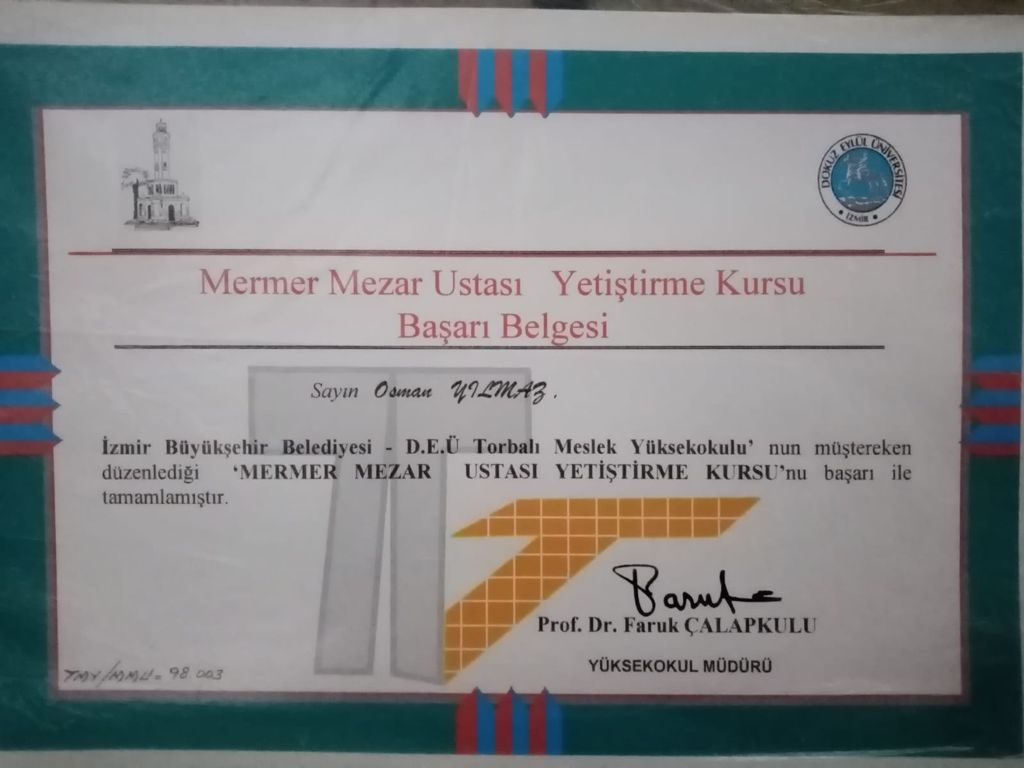 DOKUZ EYLÜL ÜNİVERSİTESİ
• İZMİR •
Mermer Mezar Ustası Yetiştirme Kursu
Başarı Belgesi
Sayın Osman YILMAZ.
İzmir Büyükşehir Belediyesi - D.E.Ü Torbalı Meslek Yüksekokulu' nun müştereken
düzenlediği 'MERMER MEZAR USTASI YETİŞTİRME KURSU'nu başarı ile
tamamlamıştır.
Faruk
Prof. Dr. Faruk ÇALAPKULU
YÜKSEKOKUL MÜDÜRÜ
TMY/MMU= 98.003